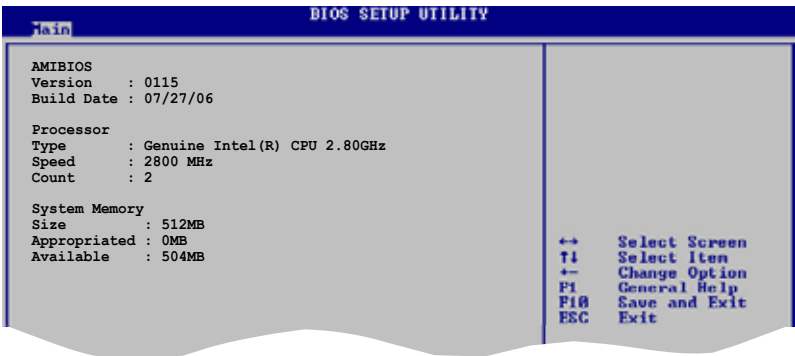 BIOS SETUP UTILITY
Main
AMIBIOS
Version : 0115
Build Date : 07/27/06
Processor
Type : Genuine Intel(R) CPU 2.80GHz
Speed : 2800 MHz
Count : 2
System Memory
Size : 512MB
Appropriated : 0MB
Available : 504MB
←→ Select Screen
↑↓ Select Item
+- Change Option
F1 General Help
F10 Save and Exit
ESC Exit